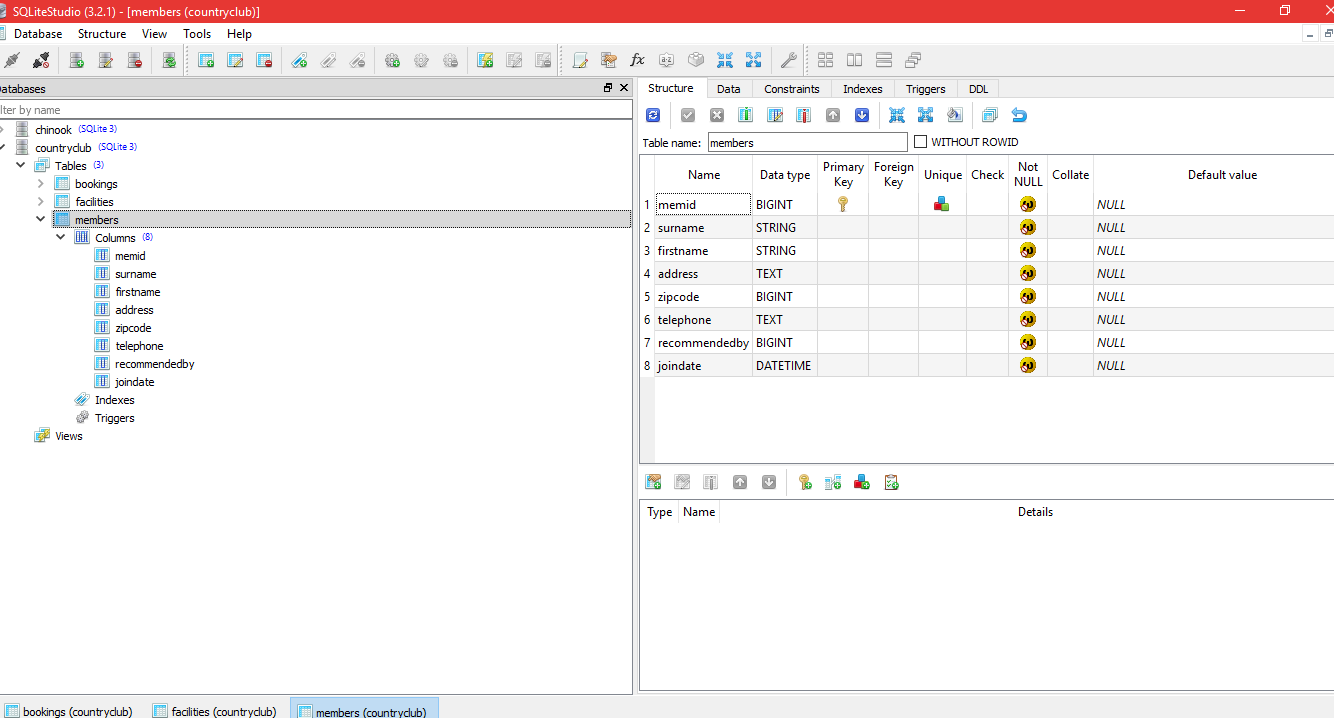 SQLiteStudio (3.2.1) - [members (countryclub)]
Database Structure View Tools Help
atabases
lter by name
chinook (SQLite 3)
countryclub (SQLite 3)
Tables (3)
bookings
facilities
members
Columns (8)
memid
surname
firstname
address
zipcode
telephone
recommendedby
joindate
Indexes
Triggers
Views
Structure Data Constraints Indexes Triggers DDL
Table name: members WITHOUT ROWID
Name Data type Primary Key Foreign Key Unique Check Not NULL Collate Default value
1 memid BIGINT NULL
2 surname STRING NULL
3 firstname STRING NULL
4 address TEXT NULL
5 zipcode BIGINT NULL
6 telephone TEXT NULL
7 recommendedby BIGINT NULL
8 joindate DATETIME NULL
Type Name Details
bookings (countryclub) facilities (countryclub) members (countryclub)